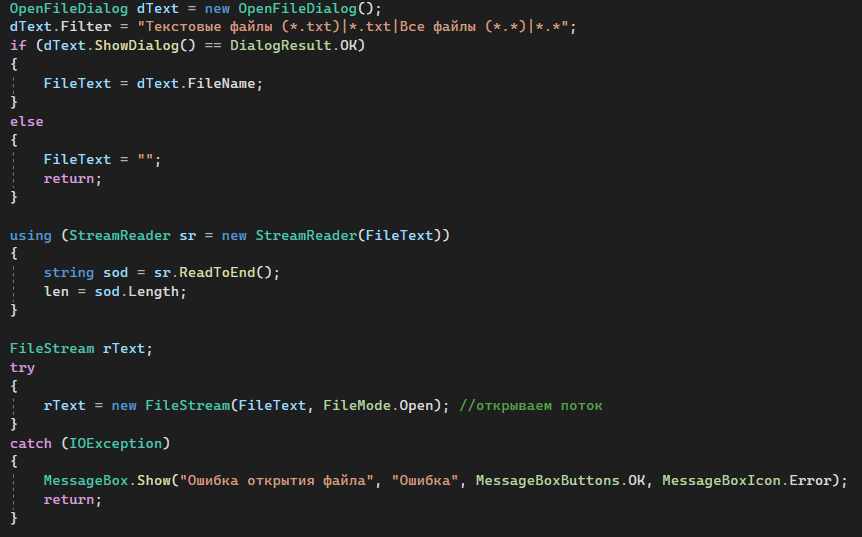 OpenFileDialog dText = new OpenFileDialog();
dText.Filter = "Текстовые файлы (*.txt)|*.txt|Все файлы (*.*)|*.*";
if (dText.ShowDialog() == DialogResult.OK)
{
    FileText = dText.FileName;
}
else
{
    FileText = "";
    return;
}

using (StreamReader sr = new StreamReader(FileText))
{
    string sod = sr.ReadToEnd();
    len = sod.Length;
}

FileStream rText;
try
{
    rText = new FileStream(FileText, FileMode.Open); //открываем поток
}
catch (IOException)
{
    MessageBox.Show("Ошибка открытия файла", "Ошибка", MessageBoxButtons.OK, MessageBoxIcon.Error);
    return;
}